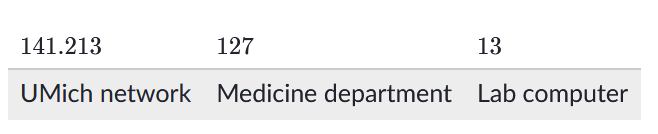 141.213 127 13
UMich network Medicine department Lab computer